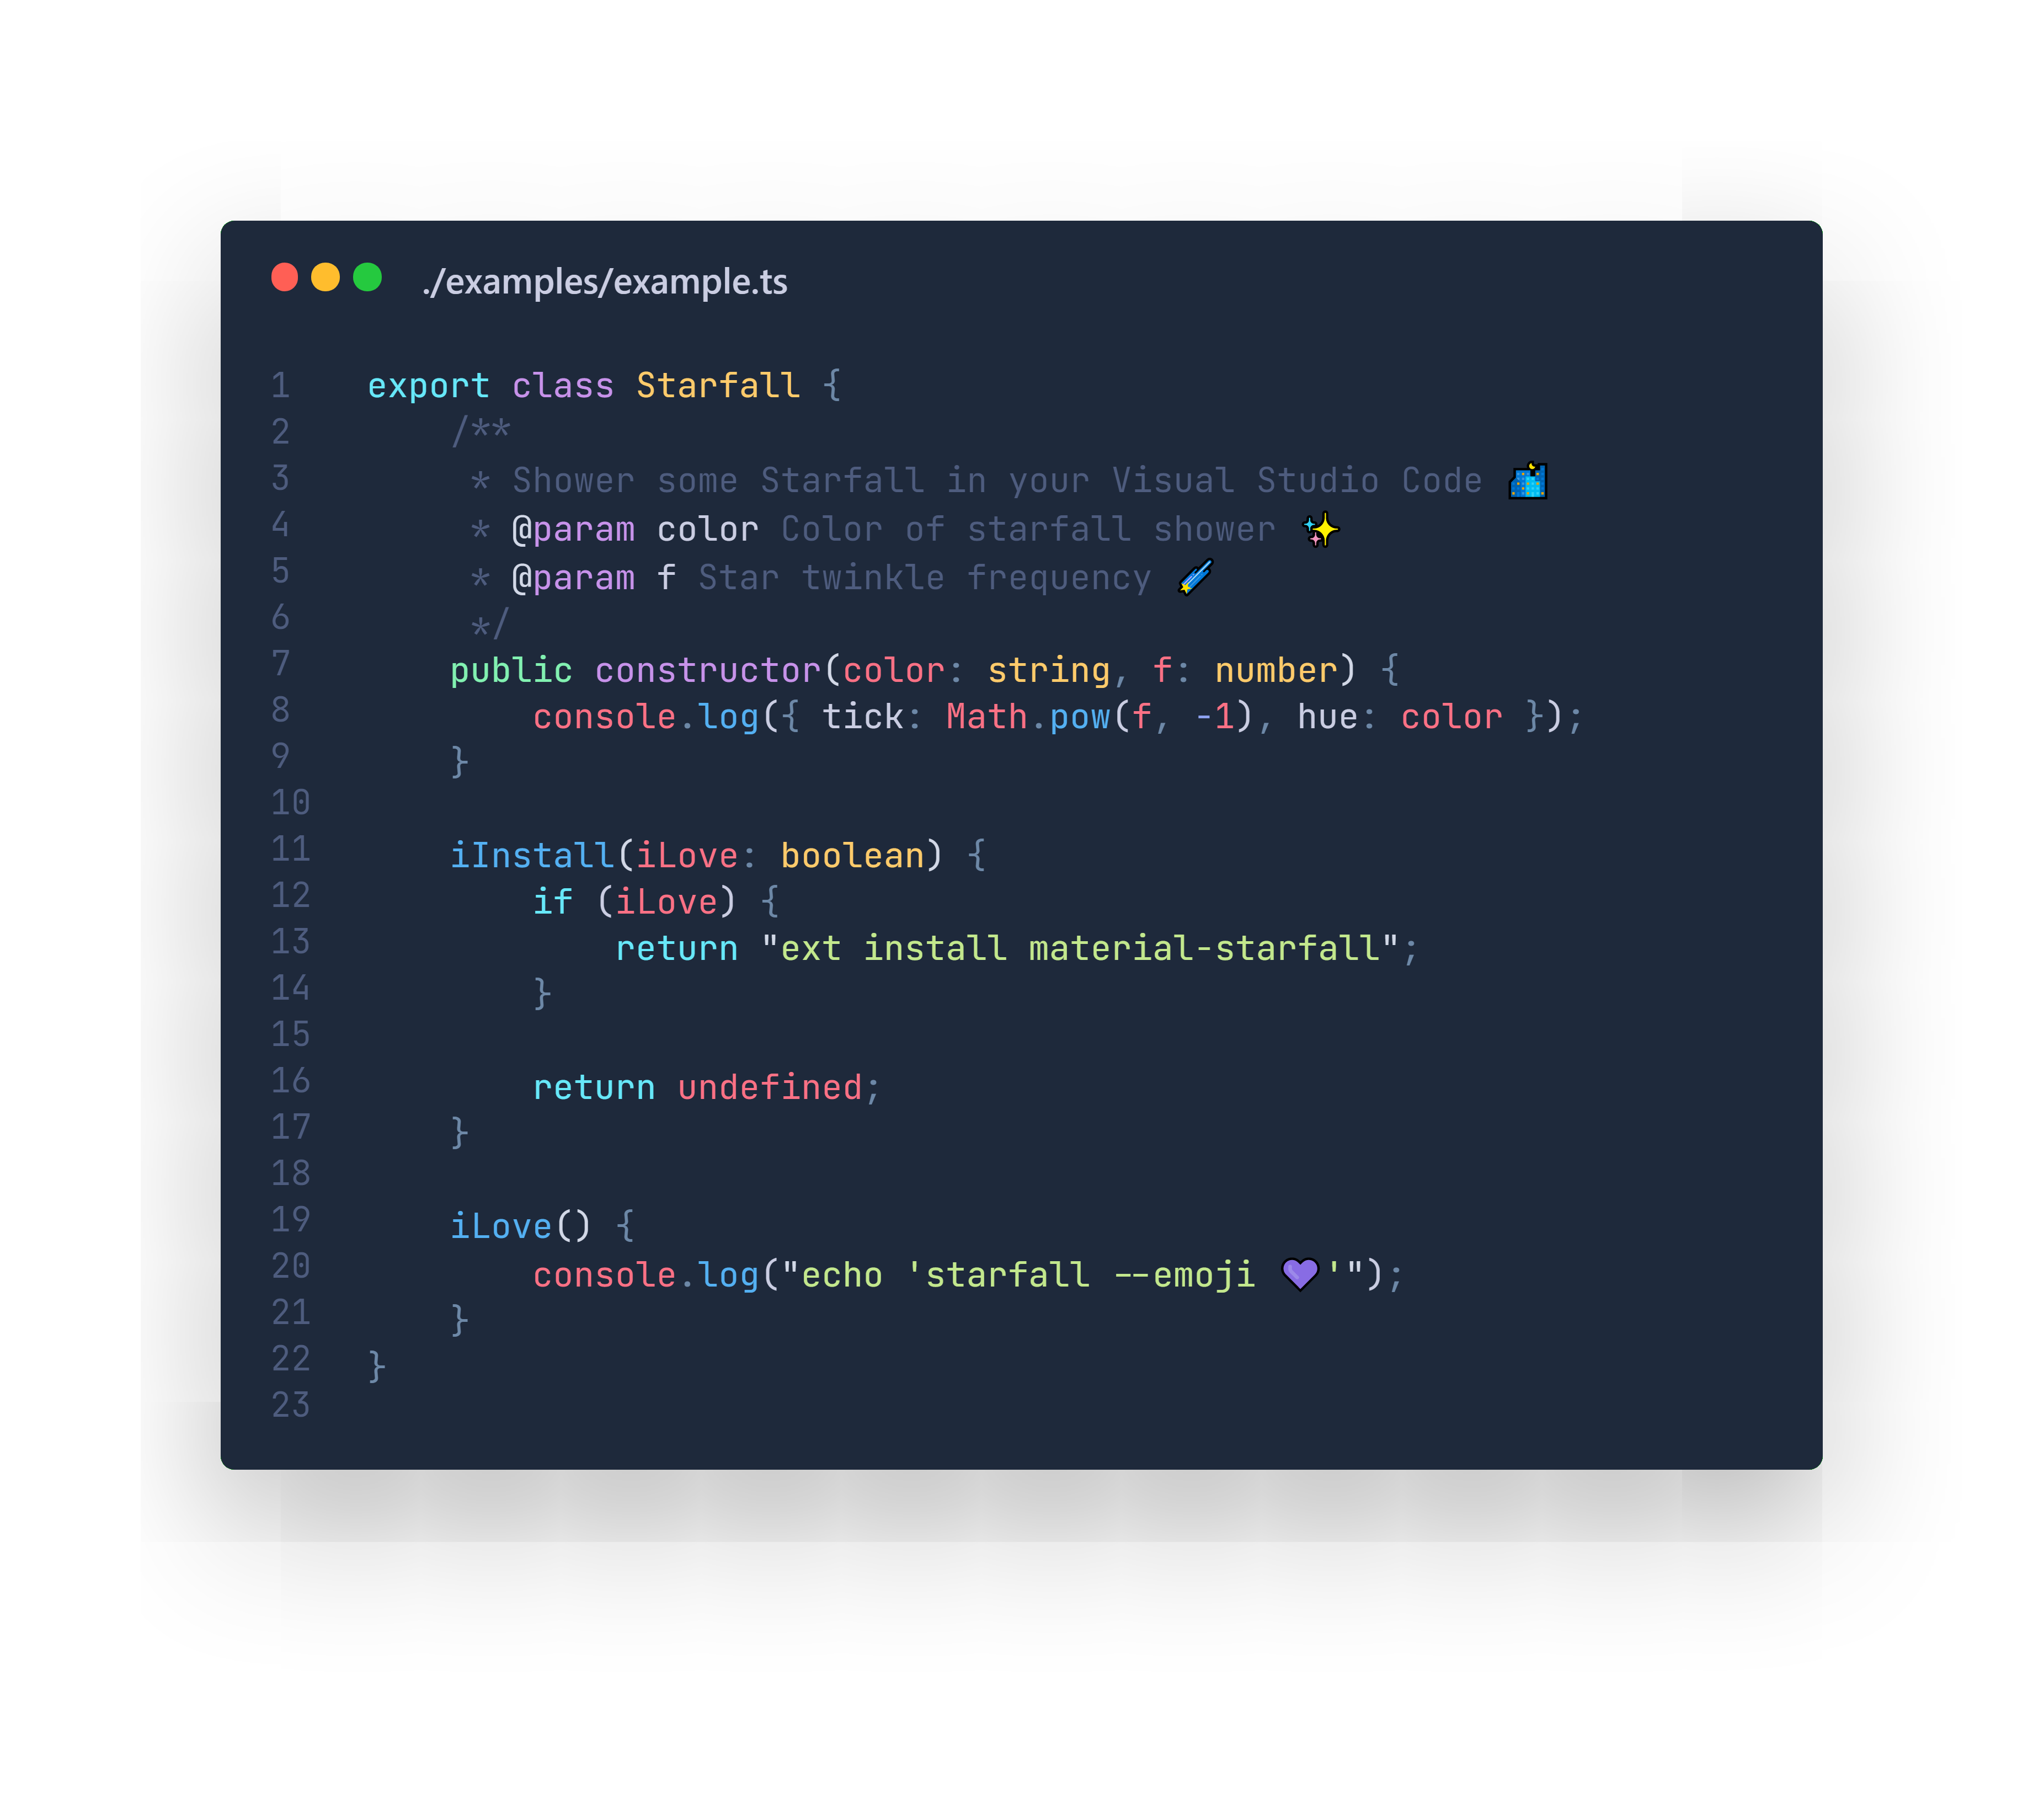 ./examples/example.ts
1 export class Starfall {
2     /**
3      * Shower some Starfall in your Visual Studio Code 🌃
4      * @param color Color of starfall shower ✨
5      * @param f Star twinkle frequency ☄️
6      */
7     public constructor(color: string, f: number) {
8         console.log({ tick: Math.pow(f, -1), hue: color });
9     }
10
11     iInstall(iLove: boolean) {
12         if (iLove) {
13             return "ext install material-starfall";
14         }
15
16         return undefined;
17     }
18
19     iLove() {
20         console.log("echo 'starfall --emoji 💜'");
21     }
22 }
23